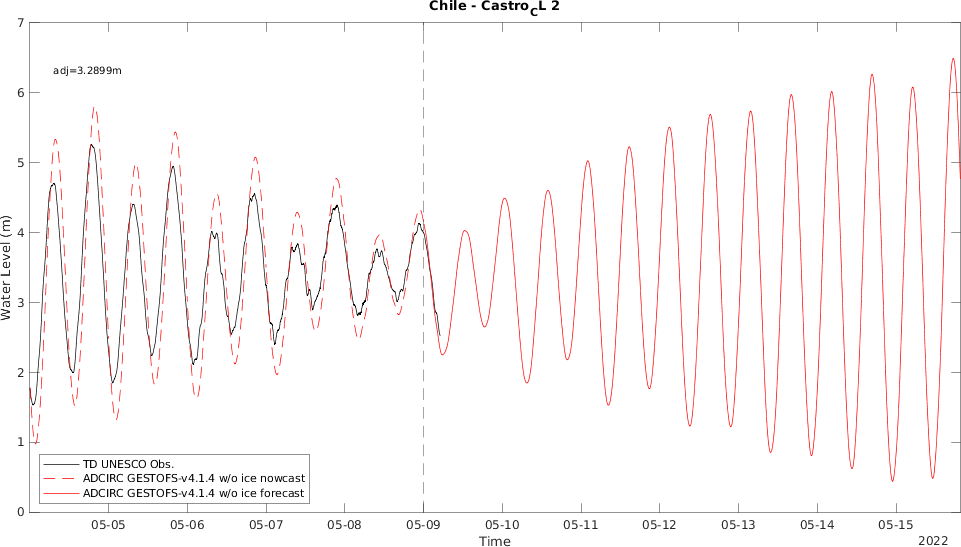 Chile - Castro_CL 2
7
adj=3.2899m
6
5
4
Water Level (m)
3
2
1
TD UNESCO Obs.
ADCIRC GESTOFS-v4.1.4 w/o ice nowcast
ADCIRC GESTOFS-v4.1.4 w/o ice forecast
0
05-05 05-06 05-07 05-08 05-09 05-10 05-11 05-12 05-13 05-14 05-15
Time
2022